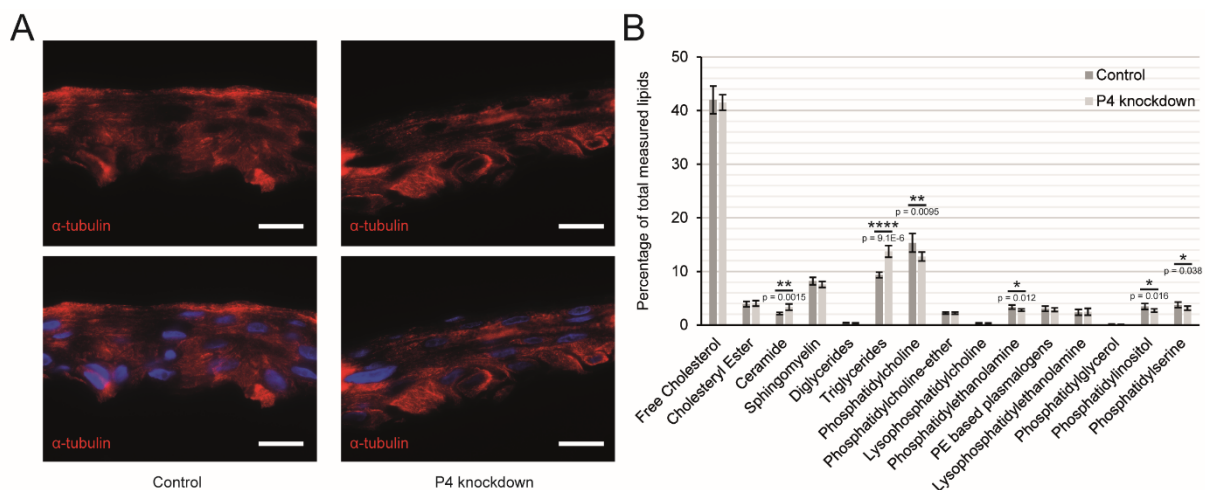 A
α-tubulin
α-tubulin
α-tubulin
α-tubulin
Control
P4 knockdown
B
Percentage of total measured lipids
50
40
30
20
10
0
Control
P4 knockdown
**
p = 0.0015
****
p = 9.1E-6
**
p = 0.0095
*
p = 0.012
*
p = 0.016
*
p = 0.038
Free Cholesterol
Cholesteryl Ester
Ceramide
Sphingomyelin
Diglycerides
Triglycerides
Phosphatidylcholine
Phosphatidylcholine-ether
Lysophosphatidylcholine
Phosphatidylethanolamine
PE based plasmalogens
Lysophosphatidylethanolamine
Phosphatidylglycerol
Phosphatidylinositol
Phosphatidylserine